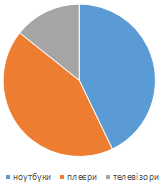 ноутбуки плеєри телевізори